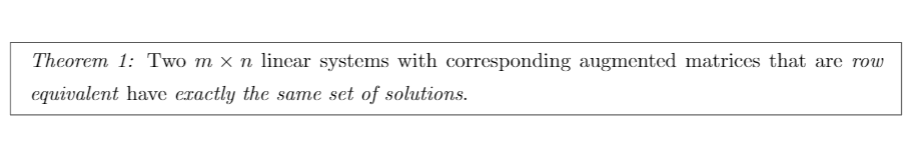 Theorem 1: Two m × n linear systems with corresponding augmented matrices that are row
equivalent have exactly the same set of solutions.